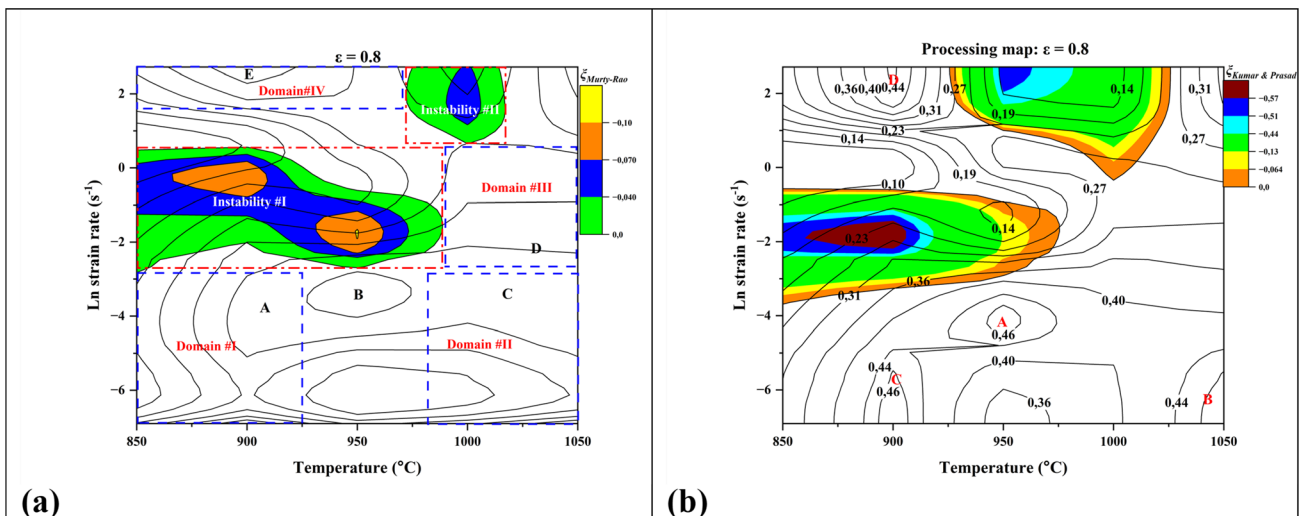 ε = 0.8
ξMurty-Rao
−0,10
−0,070
−0,040
0,0
E
Domain#IV
Instability #II
Instability #I
Domain #III
D
A
B
C
Domain #I
Domain #II
2
0
−2
−4
−6
850
900
950
1000
1050
Ln strain rate (s-1)
Temperature (°C)
(a)
Processing map: ε = 0.8
ξKumar & Prasad
−0,57
−0,51
−0,44
−0,13
−0,064
0,0
D
0,36
0,40
0,44
0,27
0,31
0,23
0,14
0,19
0,14
0,31
0,27
0,10
0,19
0,27
0,14
0,23
0,36
0,31
0,40
A
0,46
0,44
0,40
C
0,46
0,36
0,44
B
2
0
−2
−4
−6
850
900
950
1000
1050
Ln strain rate (s-1)
Temperature (°C)
(b)